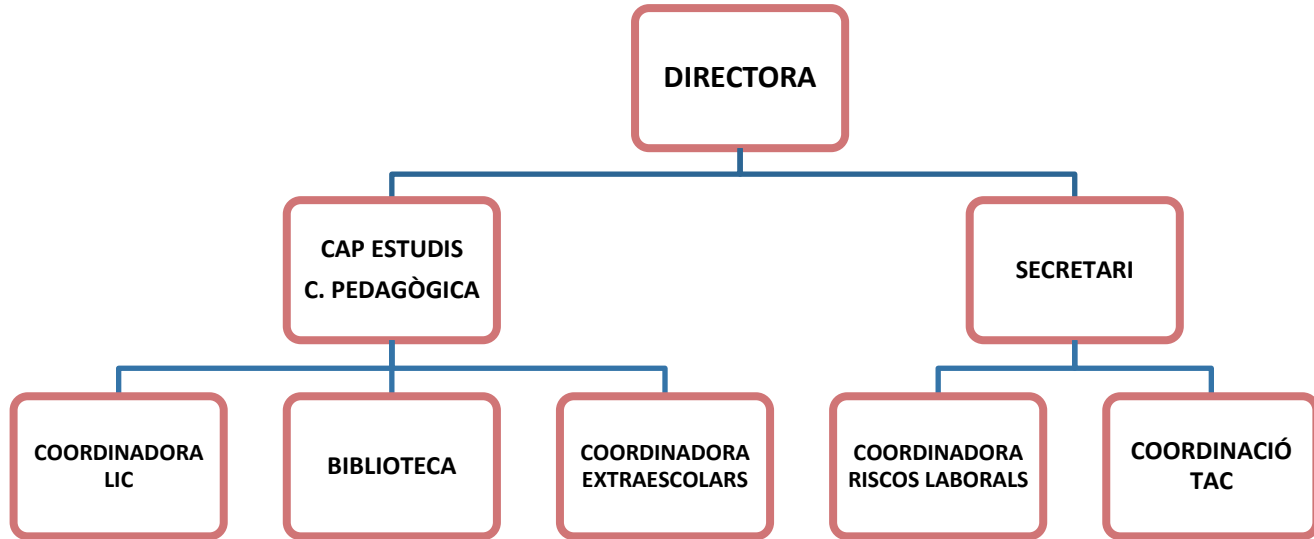 DIRECTORA
CAP ESTUDIS
C. PEDAGÒGICA
SECRETARI
COORDINADORA
LIC
BIBLIOTECA
COORDINADORA
EXTRAESCOLARS
COORDINADORA
RISCOS LABORALS
COORDINACIÓ
TAC